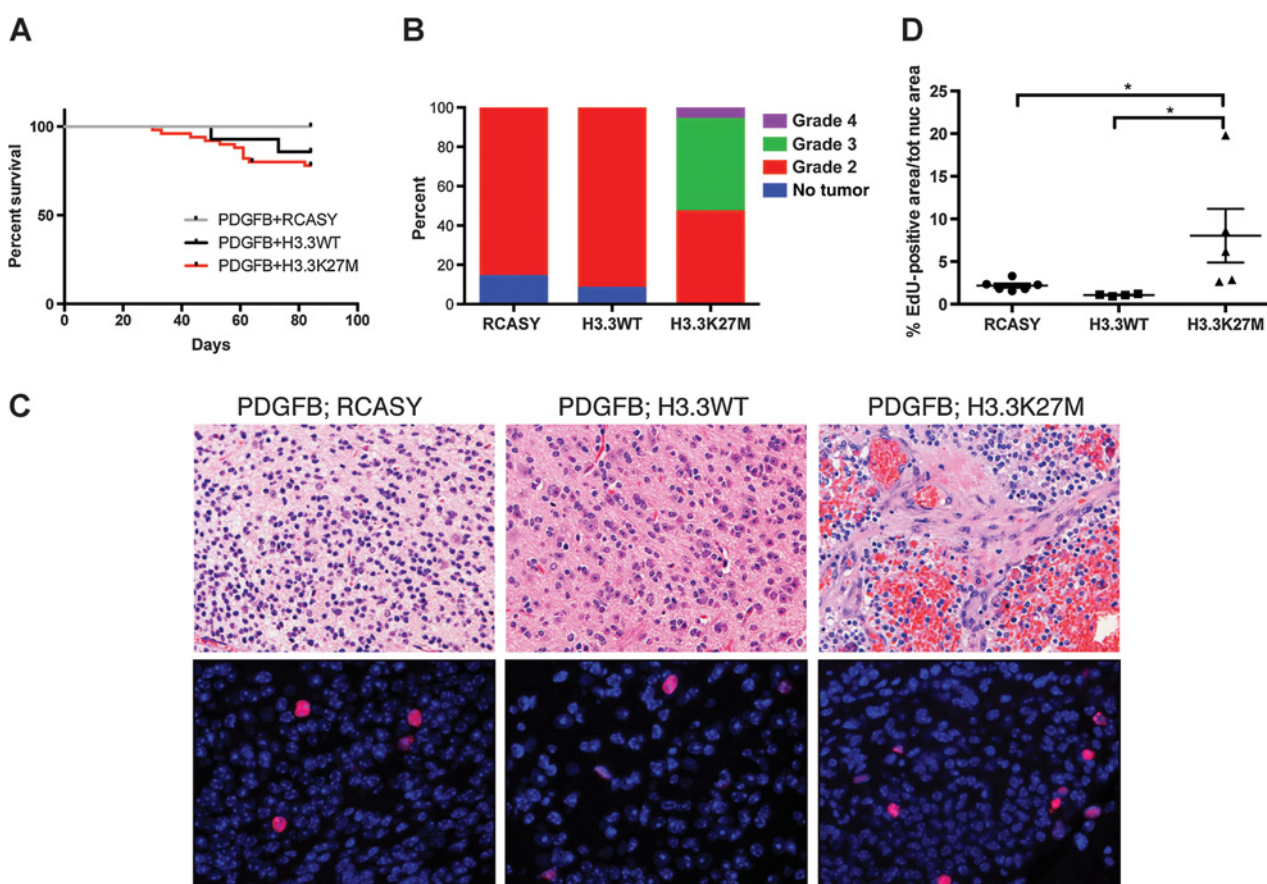 A
Percent survival
100
50
0
0 20 40 60 80 100
Days
PDGFB+RCASY
PDGFB+H3.3WT
PDGFB+H3.3K27M
B
Percent
100
80
60
40
20
0
RCASY H3.3WT H3.3K27M
Grade 4
Grade 3
Grade 2
No tumor
D
% EdU-positive area/tot nuc area
25
20
15
10
5
0
*
*
RCASY H3.3WT H3.3K27M
C
PDGFB; RCASY PDGFB; H3.3WT PDGFB; H3.3K27M